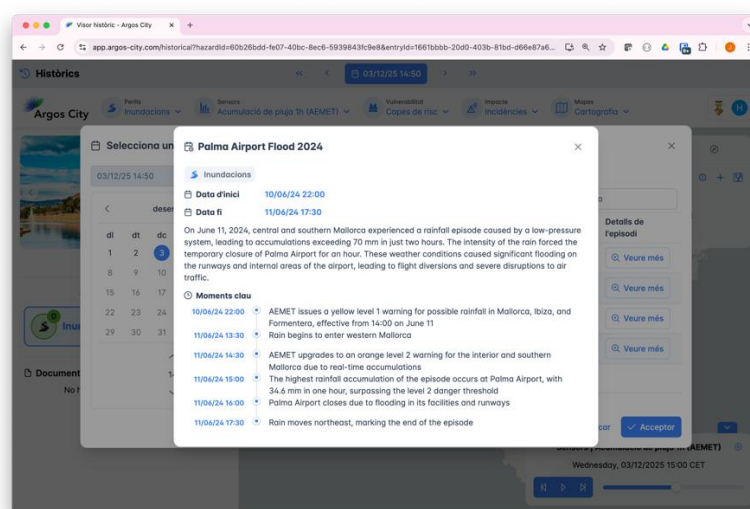 Visor històric - Argos City
app.argos-city.com/historical?hazardId=60b26bdd-fe07-40bc-8ec6-5939843fc9e8&entryId=1661bbbb-20d0-403b-81bd-d66e87a6...
Històrics
03/12/2025 14:50
Argos City
Perills
Inundacions
Sensors
Acumulació de pluja 1h (AEMET)
Vulnerabilitat
Capes de risc
Impacte
Incidències
Mapes
Cartografia
H
Selecciona un
03/12/25 14:50
desem
dl dt dc
1 2 3
8 9 10
15 16 17
22 23 24
29 30 31
0
Inun
Document
No h
Palma Airport Flood 2024
Inundacions
Data d'inici 10/06/24 22:00
Data fi 11/06/24 17:30
On June 11, 2024, central and southern Mallorca experienced a rainfall episode caused by a low-pressure
system, leading to accumulations exceeding 70 mm in just two hours. The intensity of the rain forced the
temporary closure of Palma Airport for an hour. These weather conditions caused significant flooding on
the runways and internal areas of the airport, leading to flight diversions and severe disruptions to air
traffic.
Moments clau
10/06/24 22:00 AEMET issues a yellow level 1 warning for possible rainfall in Mallorca, Ibiza, and
Formentera, effective from 14:00 on June 11
11/06/24 13:30 Rain begins to enter western Mallorca
11/06/24 14:30 AEMET upgrades to an orange level 2 warning for the interior and southern
Mallorca due to real-time accumulations
11/06/24 15:00 The highest rainfall accumulation of the episode occurs at Palma Airport, with
34.6 mm in one hour, surpassing the level 2 danger threshold
11/06/24 16:00 Palma Airport closes due to flooding in its facilities and runways
11/06/24 17:30 Rain moves northeast, marking the end of the episode
Detalls de
l'episodi
Veure més
Veure més
Veure més
Veure més
Acceptar
Wednesday, 03/12/2025 15:00 CET